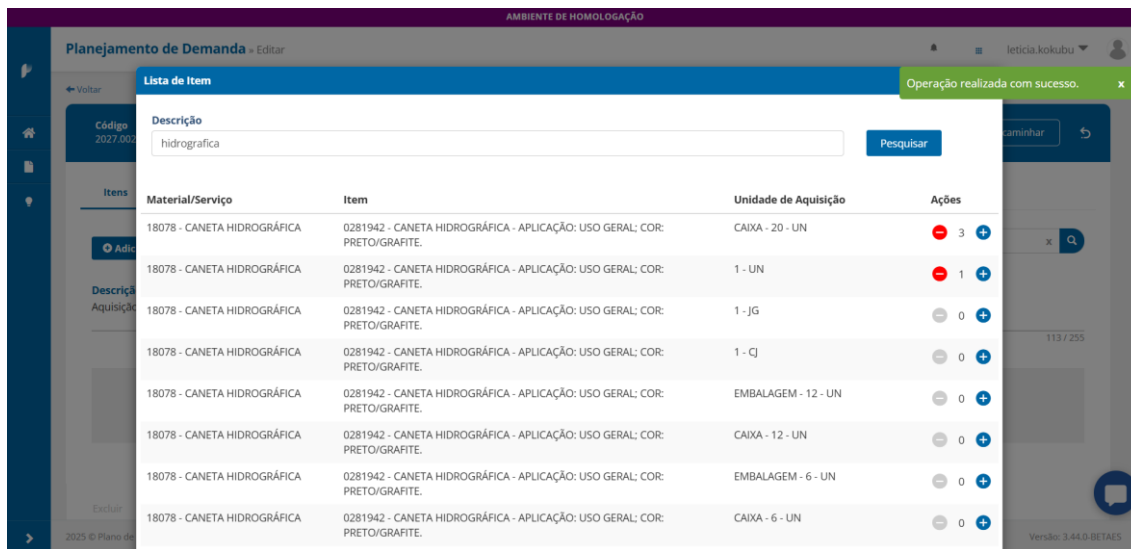 AMBIENTE DE HOMOLOGAÇÃO
Planejamento de Demanda » Editar
leticia.kokubu
Voltar
Lista de Item
Operação realizada com sucesso. x
Código
2027.002
Descrição
hidrografica
Pesquisar
caminhar
Itens
Material/Serviço Item Unidade de Aquisição Ações
18078 - CANETA HIDROGRÁFICA 0281942 - CANETA HIDROGRÁFICA - APLICAÇÃO: USO GERAL; COR: CAIXA - 20 - UN 3
PRETO/GRAFITE.
Adic
x
18078 - CANETA HIDROGRÁFICA 0281942 - CANETA HIDROGRÁFICA - APLICAÇÃO: USO GERAL; COR: 1 - UN 1
PRETO/GRAFITE.
Descriçã
Aquisição
18078 - CANETA HIDROGRÁFICA 0281942 - CANETA HIDROGRÁFICA - APLICAÇÃO: USO GERAL; COR: 1 - JG 0
PRETO/GRAFITE.
113 / 255
18078 - CANETA HIDROGRÁFICA 0281942 - CANETA HIDROGRÁFICA - APLICAÇÃO: USO GERAL; COR: 1 - CJ 0
PRETO/GRAFITE.
18078 - CANETA HIDROGRÁFICA 0281942 - CANETA HIDROGRÁFICA - APLICAÇÃO: USO GERAL; COR: EMBALAGEM - 12 - UN 0
PRETO/GRAFITE.
18078 - CANETA HIDROGRÁFICA 0281942 - CANETA HIDROGRÁFICA - APLICAÇÃO: USO GERAL; COR: CAIXA - 12 - UN 0
PRETO/GRAFITE.
18078 - CANETA HIDROGRÁFICA 0281942 - CANETA HIDROGRÁFICA - APLICAÇÃO: USO GERAL; COR: EMBALAGEM - 6 - UN 0
PRETO/GRAFITE.
Excluir
18078 - CANETA HIDROGRÁFICA 0281942 - CANETA HIDROGRÁFICA - APLICAÇÃO: USO GERAL; COR: CAIXA - 6 - UN 0
PRETO/GRAFITE.
2025 © Plano de
Versão: 3.44.0-BETAES